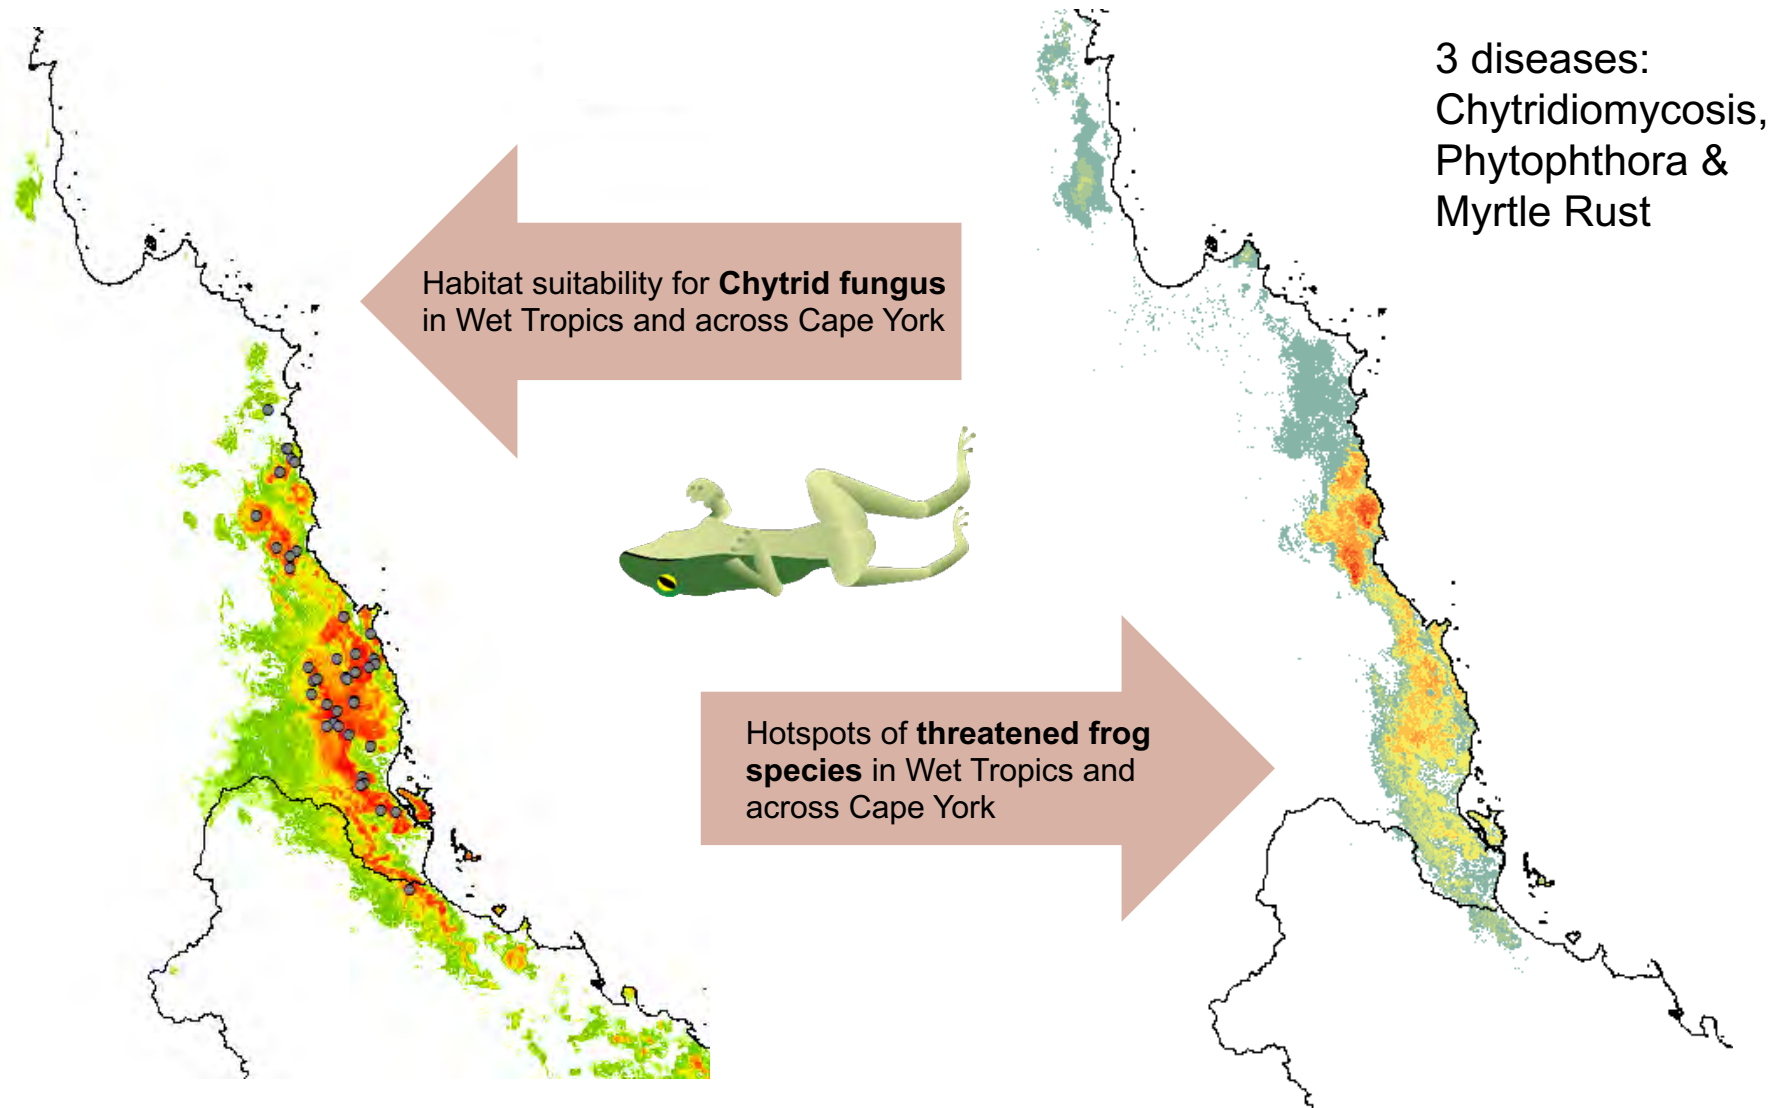 3 diseases:
Chytridiomycosis,
Phytophthora &
Myrtle Rust
Habitat suitability for Chytrid fungus
in Wet Tropics and across Cape York
Hotspots of threatened frog
species in Wet Tropics and
across Cape York